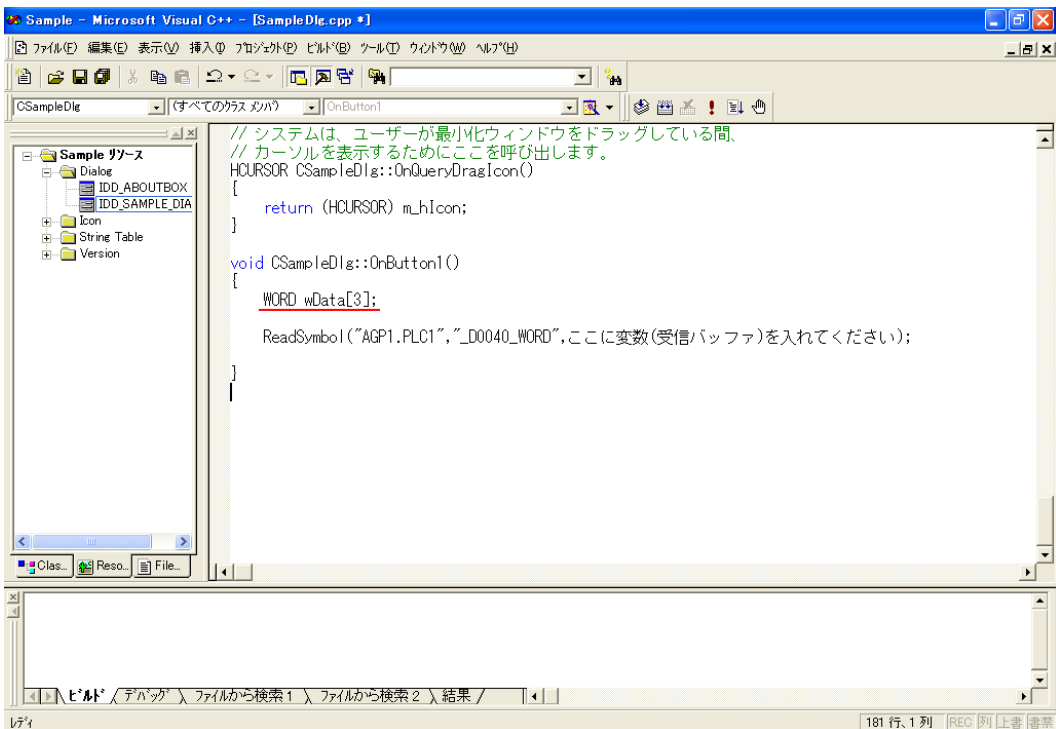 Sample - Microsoft Visual C++ - [SampleDlg.cpp *]
ファイル(F) 編集(E) 表示(V) 挿入(I) プロジェクト(P) ビルド(B) ツール(T) ウィンドウ(W) ヘルプ(H)
CSampleDlg (すべてのクラス メンバ) OnButton1
Sample リソース
Dialog
IDD_ABOUTBOX
IDD_SAMPLE_DIA
Icon
String Table
Version
Clas... Reso... File...
// システムは、ユーザーが最小化ウィンドウをドラッグしている間、
// カーソルを表示するためにここを呼び出します。
HCURSOR CSampleDlg::OnQueryDragIcon()
{
return (HCURSOR) m_hIcon;
}
void CSampleDlg::OnButton1()
{
WORD wData[3];
ReadSymbol("AGP1.PLC1","_D0040_WORD",ここに変数(受信バッファ)を入れてください);
}
ビルド デバッグ ファイルから検索1 ファイルから検索2 結果
レディ 181 行、1 列 REC 列 上書 書禁